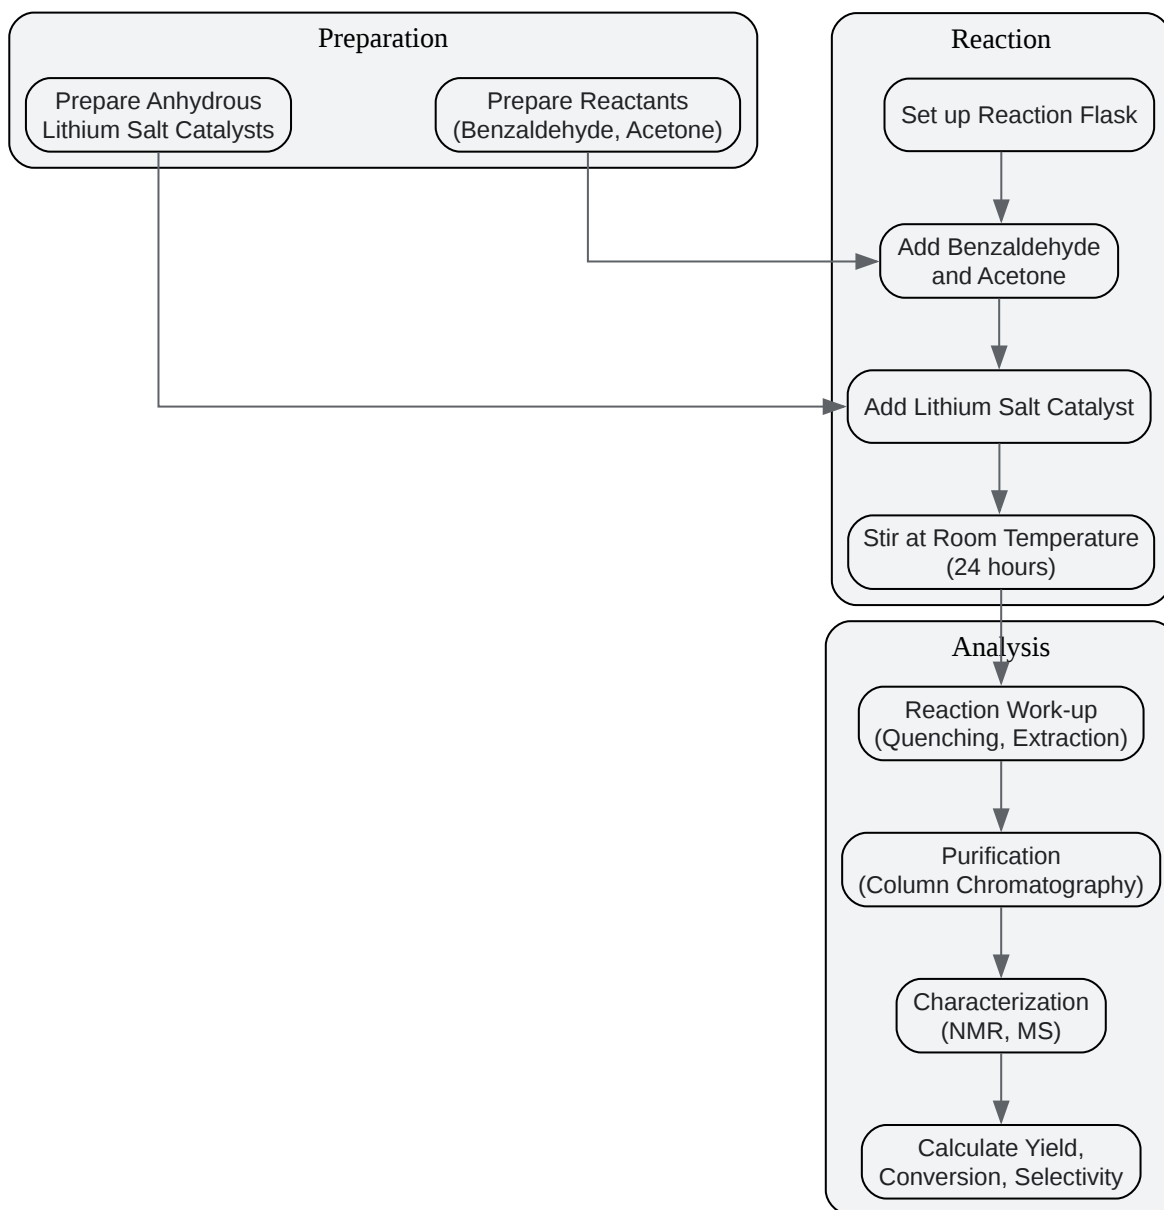 Preparation
Prepare Anhydrous
Lithium Salt Catalysts
Prepare Reactants
(Benzaldehyde, Acetone)
Reaction
Set up Reaction Flask
Add Benzaldehyde
and Acetone
Add Lithium Salt Catalyst
Stir at Room Temperature
(24 hours)
Analysis
Reaction Work-up
(Quenching, Extraction)
Purification
(Column Chromatography)
Characterization
(NMR, MS)
Calculate Yield,
Conversion, Selectivity